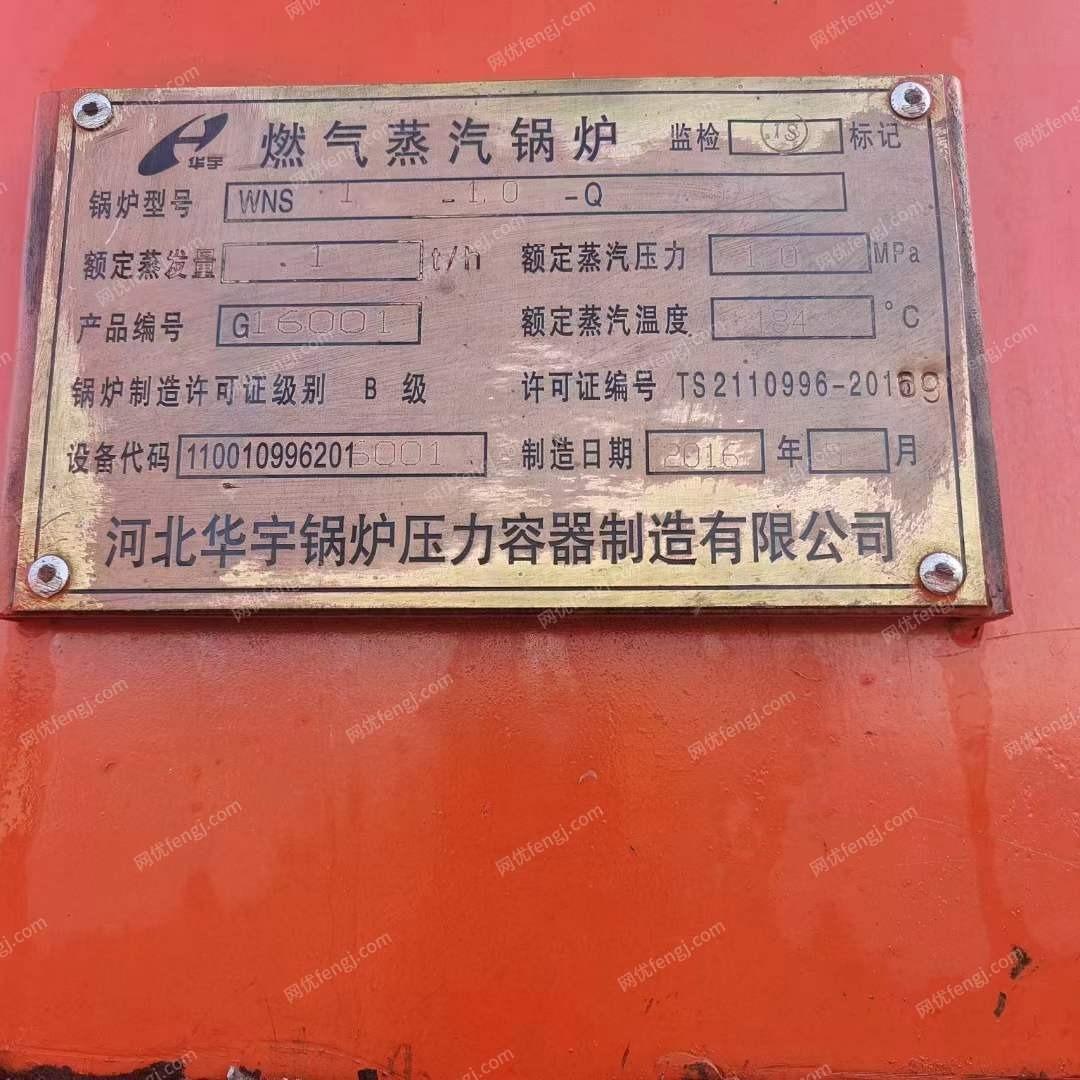 华宇 燃气蒸汽锅炉 监检 TS 标记
锅炉型号 WNS 1 -1.0 -Q
额定蒸发量 1 t/h 额定蒸汽压力 1.0 MPa
产品编号 G16001 额定蒸汽温度 184 °C
锅炉制造许可证级别 B 级 许可证编号 TS2110996-201
设备代码 1100109962016001 制造日期 2016 年 月
河北华宇锅炉压力容器制造有限公司
网优fengj.com